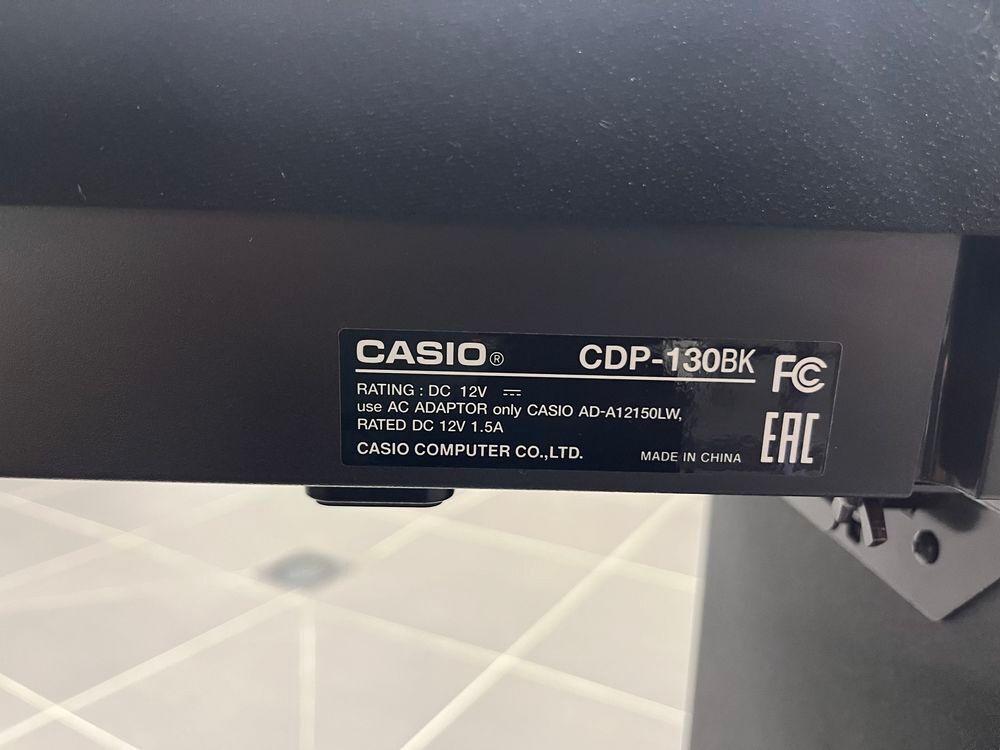 CASIO® CDP-130BK FC
RATING : DC 12V ⎓
use AC ADAPTOR only CASIO AD-A12150LW,
RATED DC 12V 1.5A
EAC
CASIO COMPUTER CO.,LTD. MADE IN CHINA